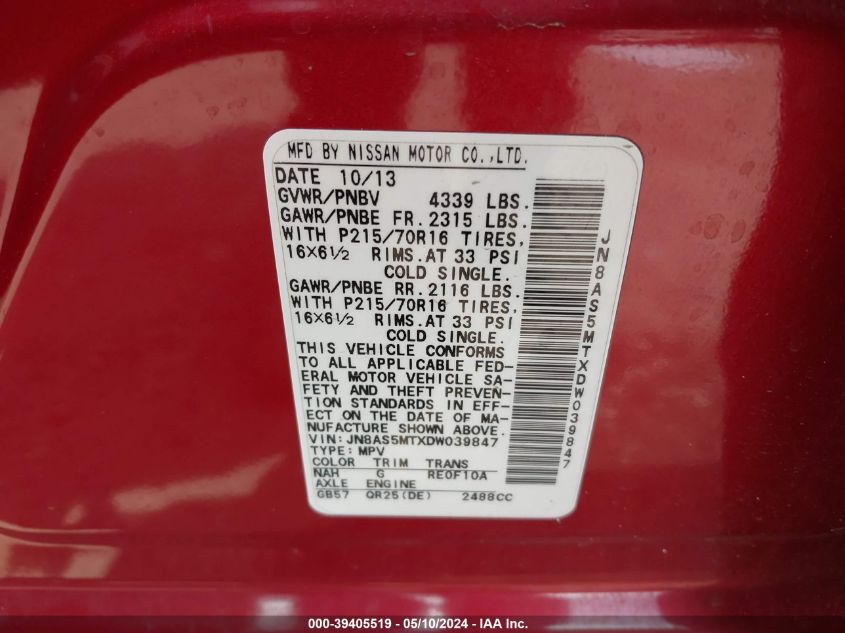 MFD BY NISSAN MOTOR CO.,LTD.
DATE 10/13
GVWR/PNBV 4339 LBS.
GAWR/PNBE FR. 2315 LBS.
WITH P215/70R16 TIRES,
16X6½ RIMS.AT 33 PSI
COLD SINGLE.
GAWR/PNBE RR. 2116 LBS.
WITH P215/70R16 TIRES,
16X6½ RIMS.AT 33 PSI
COLD SINGLE.
THIS VEHICLE CONFORMS
TO ALL APPLICABLE FED-
ERAL MOTOR VEHICLE SA-
FETY AND THEFT PREVEN-
TION STANDARDS IN EFF-
ECT ON THE DATE OF MA-
NUFACTURE SHOWN ABOVE.
VIN: JN8AS5MTXDW039847
TYPE: MPV
COLOR TRIM TRANS
NAH G RE0F10A
AXLE ENGINE
GB57 QR25(DE) 2488CC
JN8AS5MTXDW039847
000-39405519 — 05/10/2024 — IAA Inc.